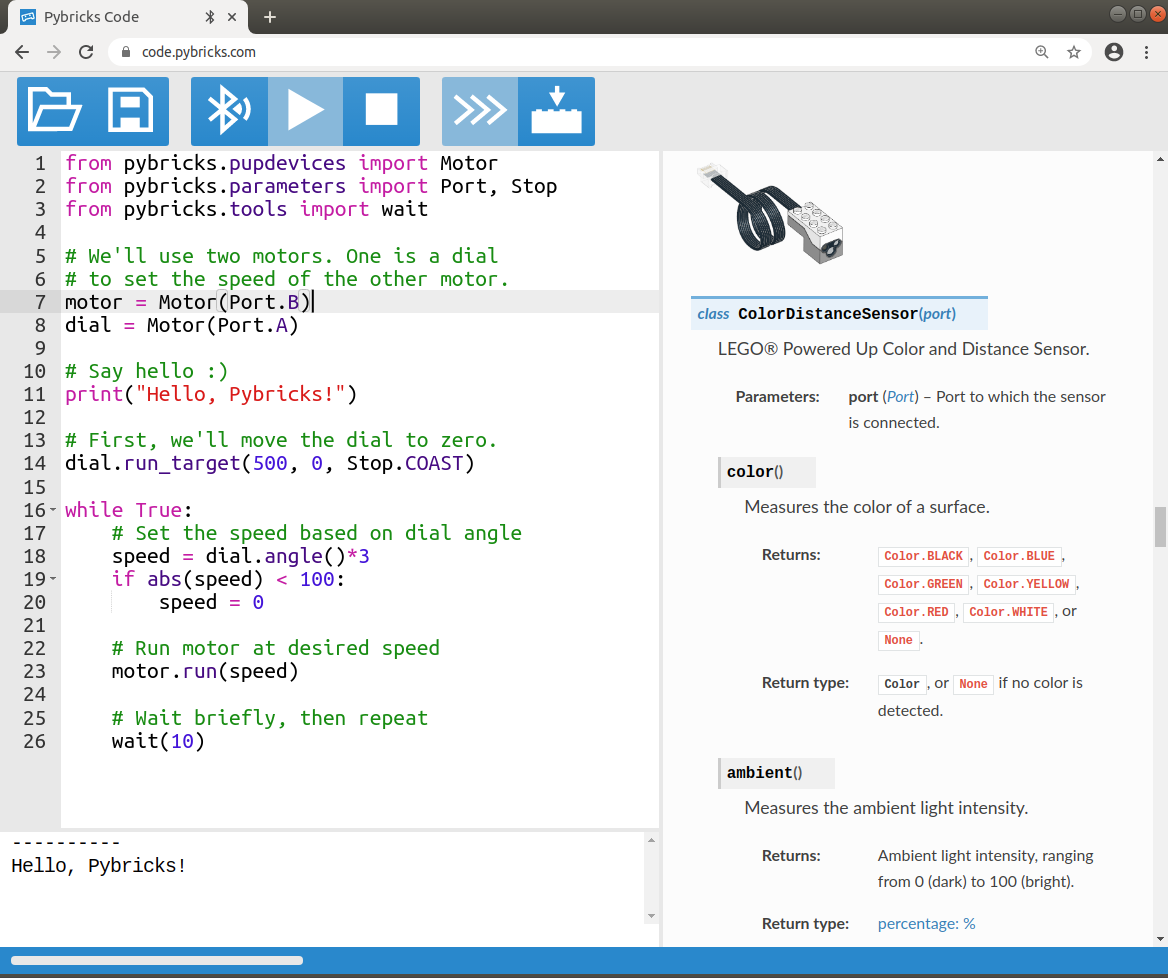 Pybricks Code
code.pybricks.com
1 from pybricks.pupdevices import Motor
2 from pybricks.parameters import Port, Stop
3 from pybricks.tools import wait
4
5 # We'll use two motors. One is a dial
6 # to set the speed of the other motor.
7 motor = Motor(Port.B)
8 dial = Motor(Port.A)
9
10 # Say hello :)
11 print("Hello, Pybricks!")
12
13 # First, we'll move the dial to zero.
14 dial.run_target(500, 0, Stop.COAST)
15
16 while True:
17     # Set the speed based on dial angle
18     speed = dial.angle()*3
19     if abs(speed) < 100:
20         speed = 0
21
22     # Run motor at desired speed
23     motor.run(speed)
24
25     # Wait briefly, then repeat
26     wait(10)
----------
Hello, Pybricks!
class ColorDistanceSensor(port)
LEGO® Powered Up Color and Distance Sensor.
Parameters: port (Port) – Port to which the sensor
is connected.
color()
Measures the color of a surface.
Returns: Color.BLACK, Color.BLUE,
Color.GREEN, Color.YELLOW,
Color.RED, Color.WHITE, or
None.
Return type: Color, or None if no color is
detected.
ambient()
Measures the ambient light intensity.
Returns: Ambient light intensity, ranging
from 0 (dark) to 100 (bright).
Return type: percentage: %